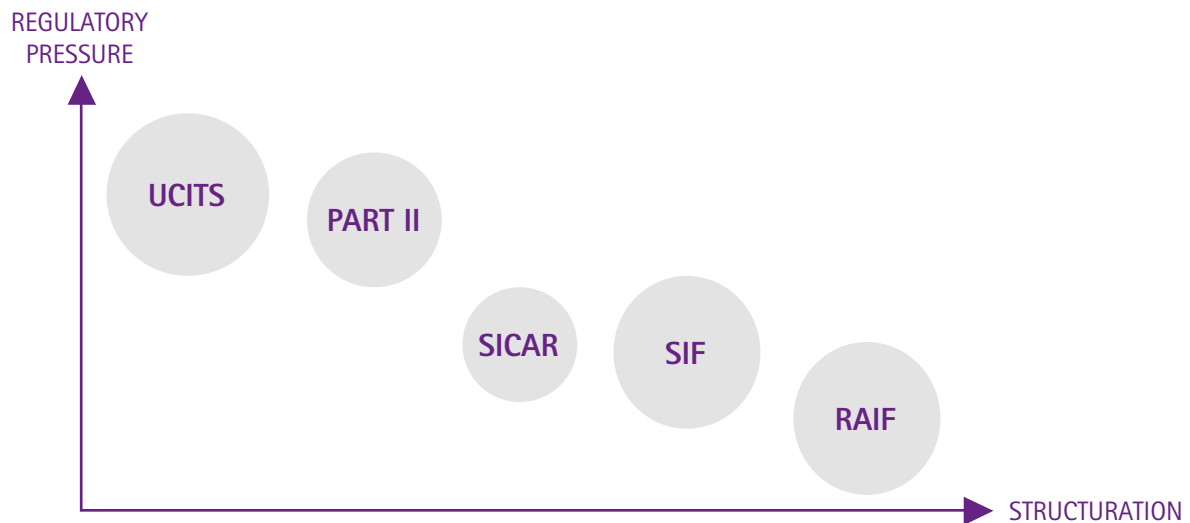 REGULATORY
PRESSURE
UCITS
PART II
SICAR
SIF
RAIF
STRUCTURATION